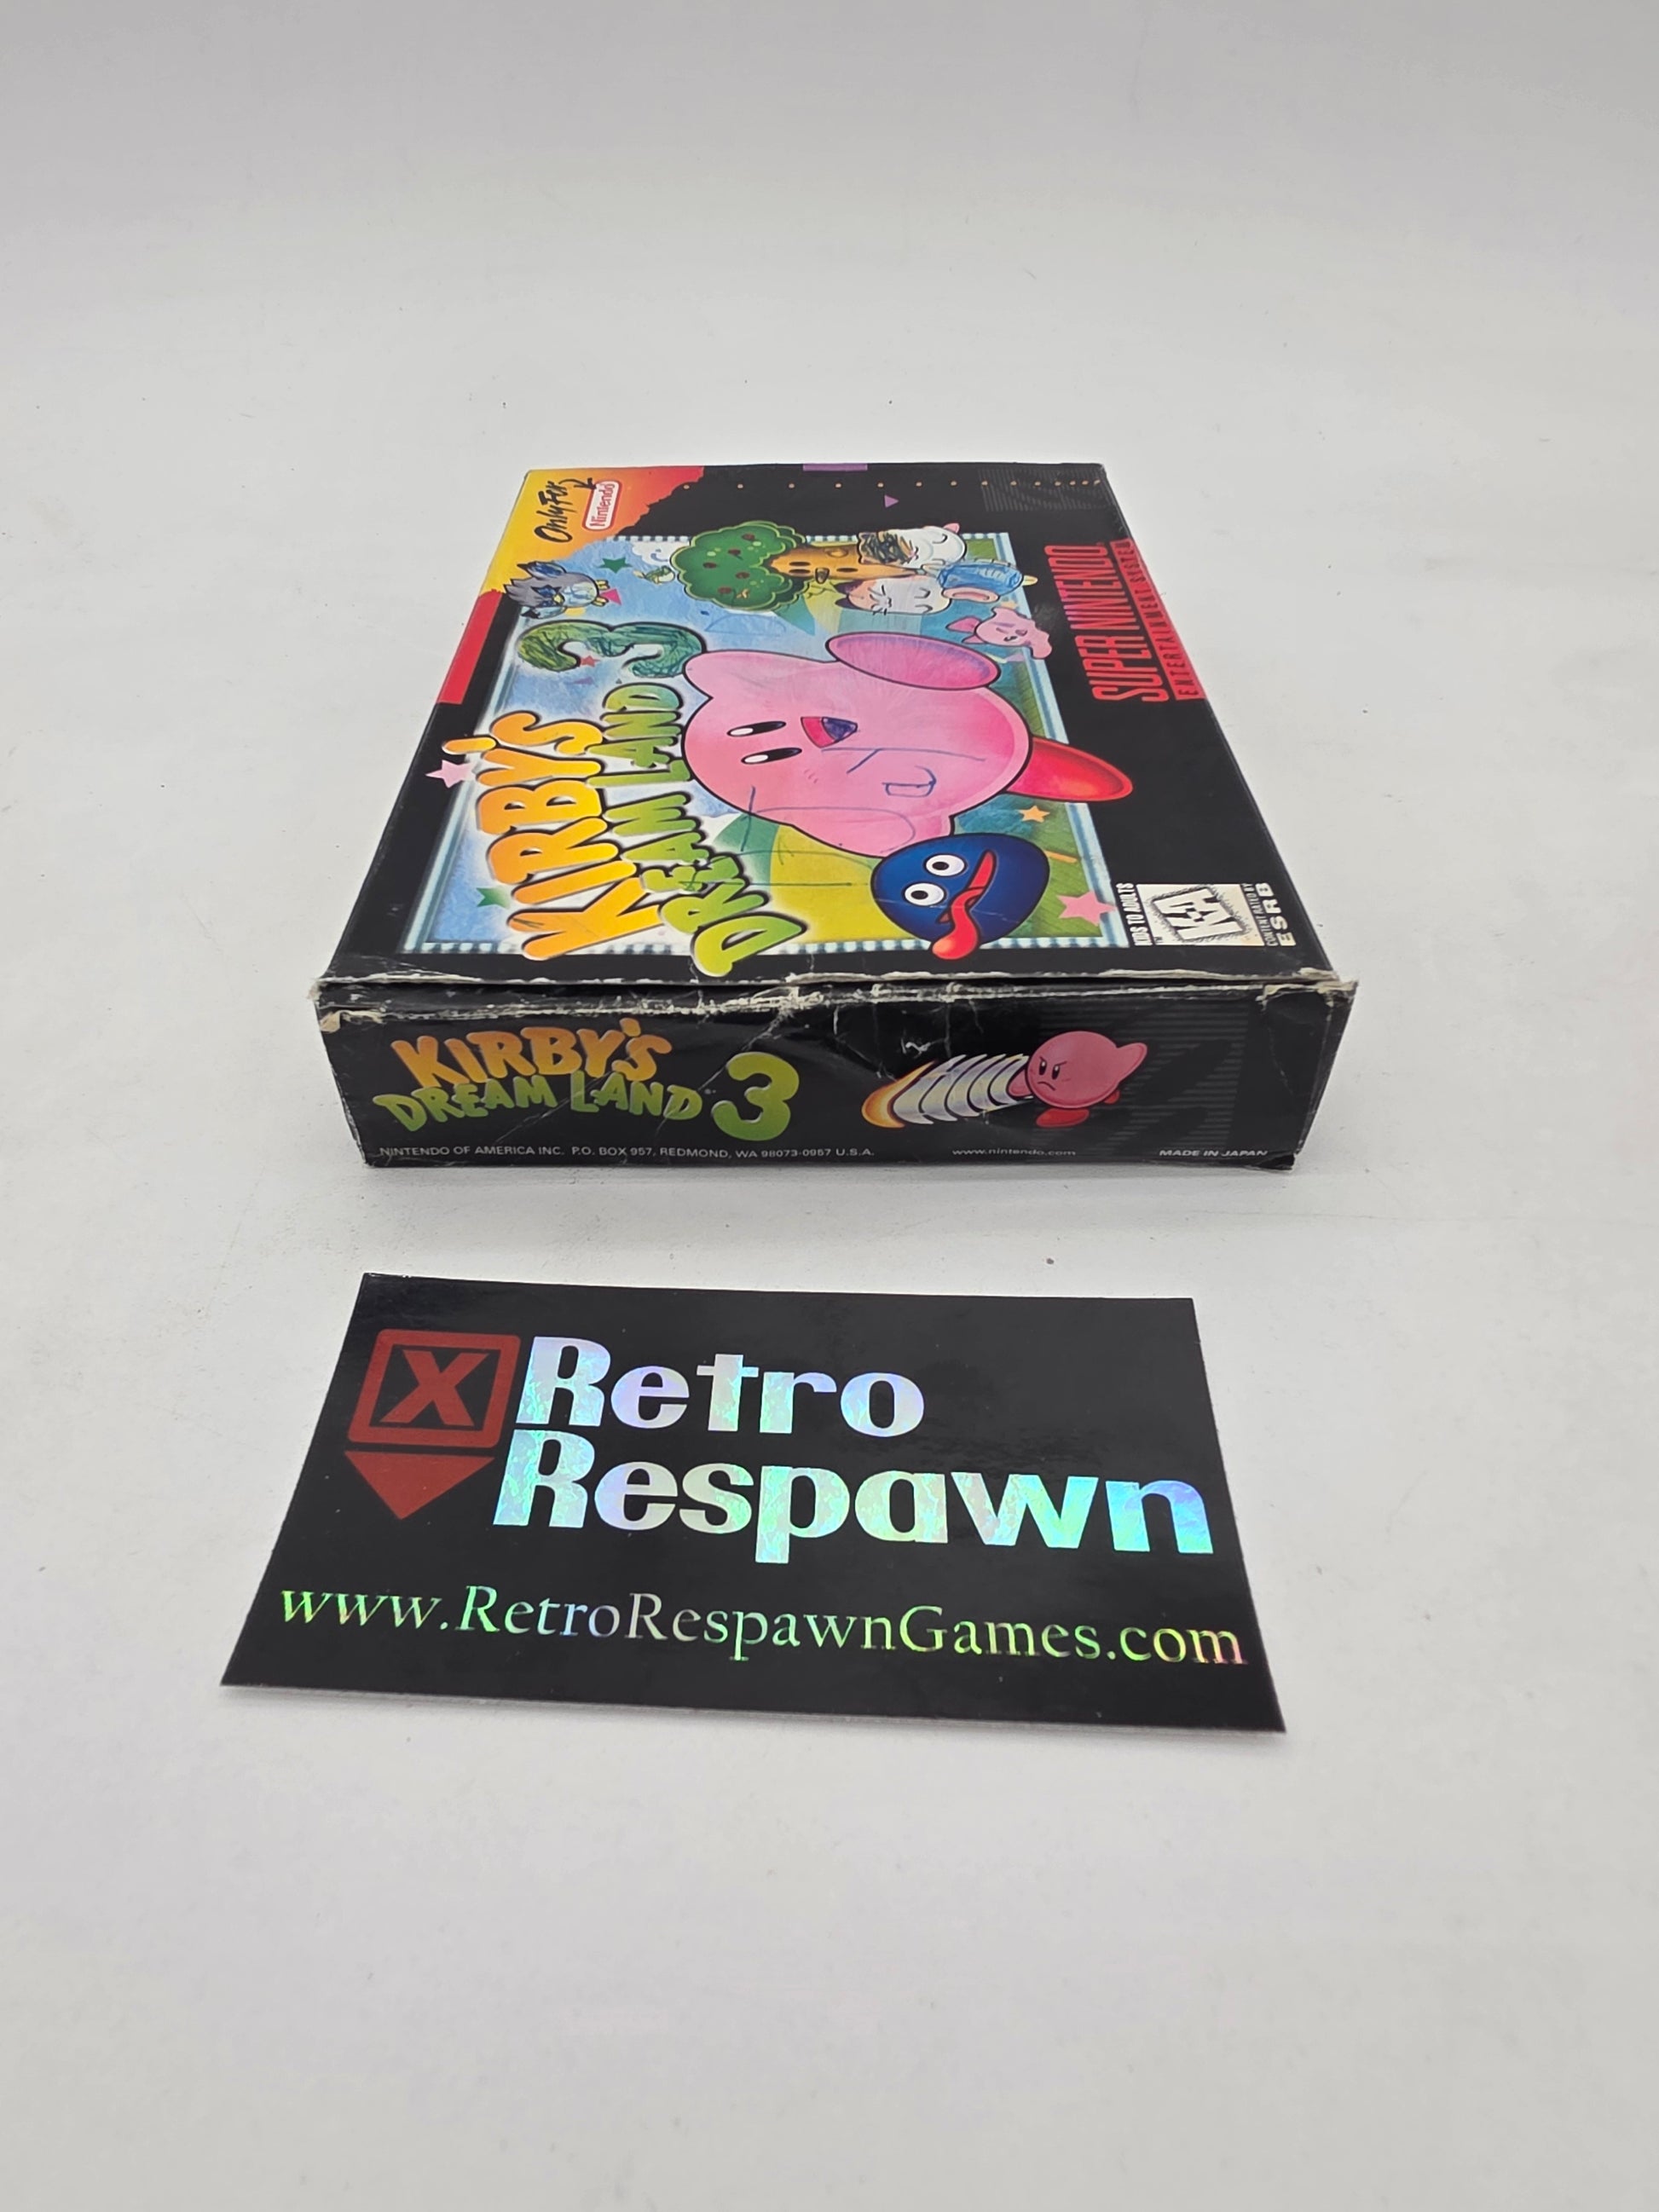 Only For
Nintendo
KIRBY'S
DREAM LAND
3
SUPER NINTENDO
ENTERTAINMENT SYSTEM
KIDS TO ADULTS
K-A
CONTENT RATED BY
ESRB
KIRBY'S
DREAM LAND 3
NINTENDO OF AMERICA INC. P.O. BOX 957, REDMOND, WA 98073-0957 U.S.A.
www.nintendo.com
MADE IN JAPAN
X
Retro
Respawn
www.RetroRespawnGames.com